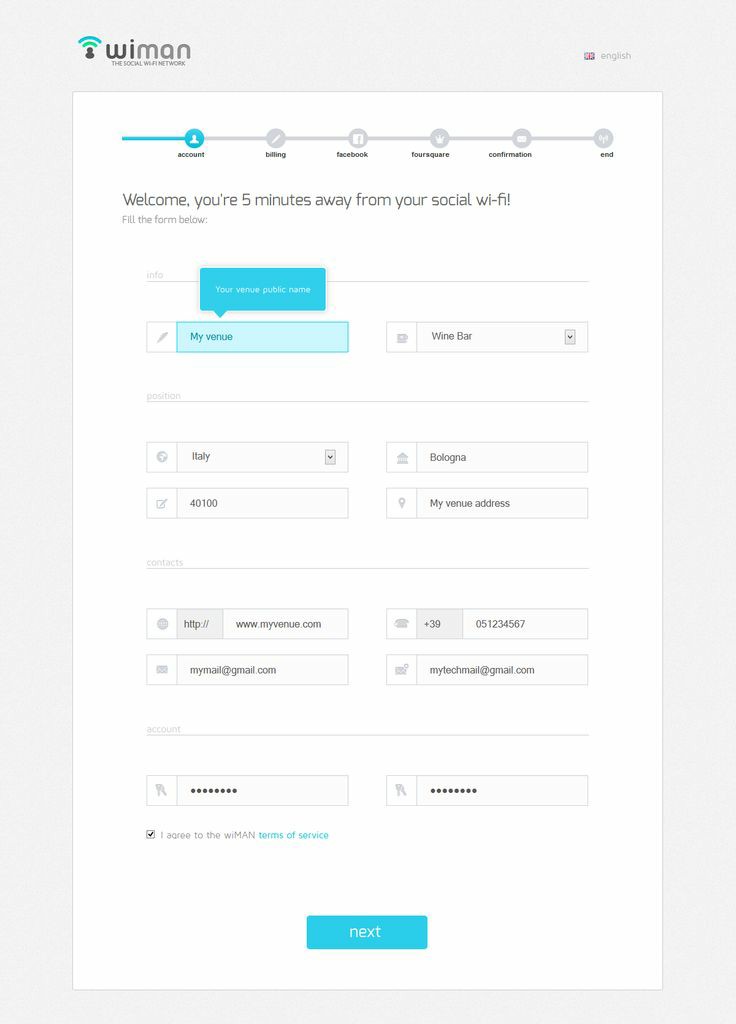 wiman
THE SOCIAL WI-FI NETWORK
english
account billing facebook foursquare confirmation end
Welcome, you're 5 minutes away from your social wi-fi!
Fill the form below:
info
Your venue public name
My venue Wine Bar
position
Italy Bologna
40100 My venue address
contacts
http:// www.myvenue.com +39 051234567
mymail@gmail.com mytechmail@gmail.com
account
●●●●●●●● ●●●●●●●●
I agree to the wiMAN terms of service
next